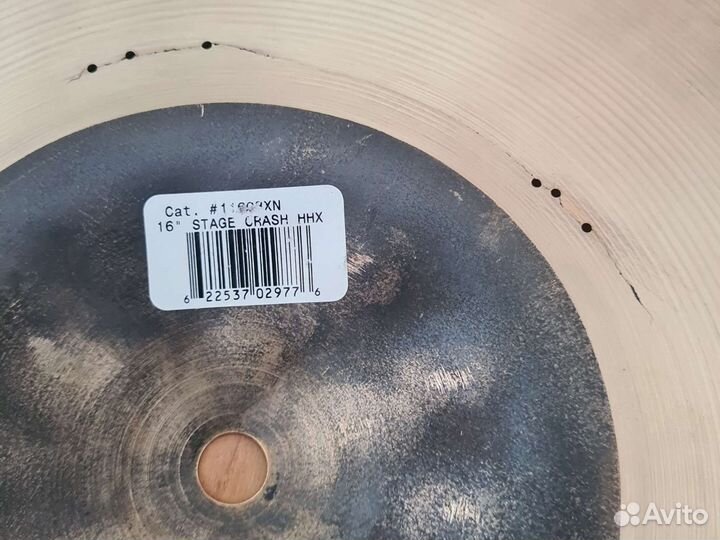 Cat.
16" STAGE CRASH HHX
6 22537 02977 6
Avito